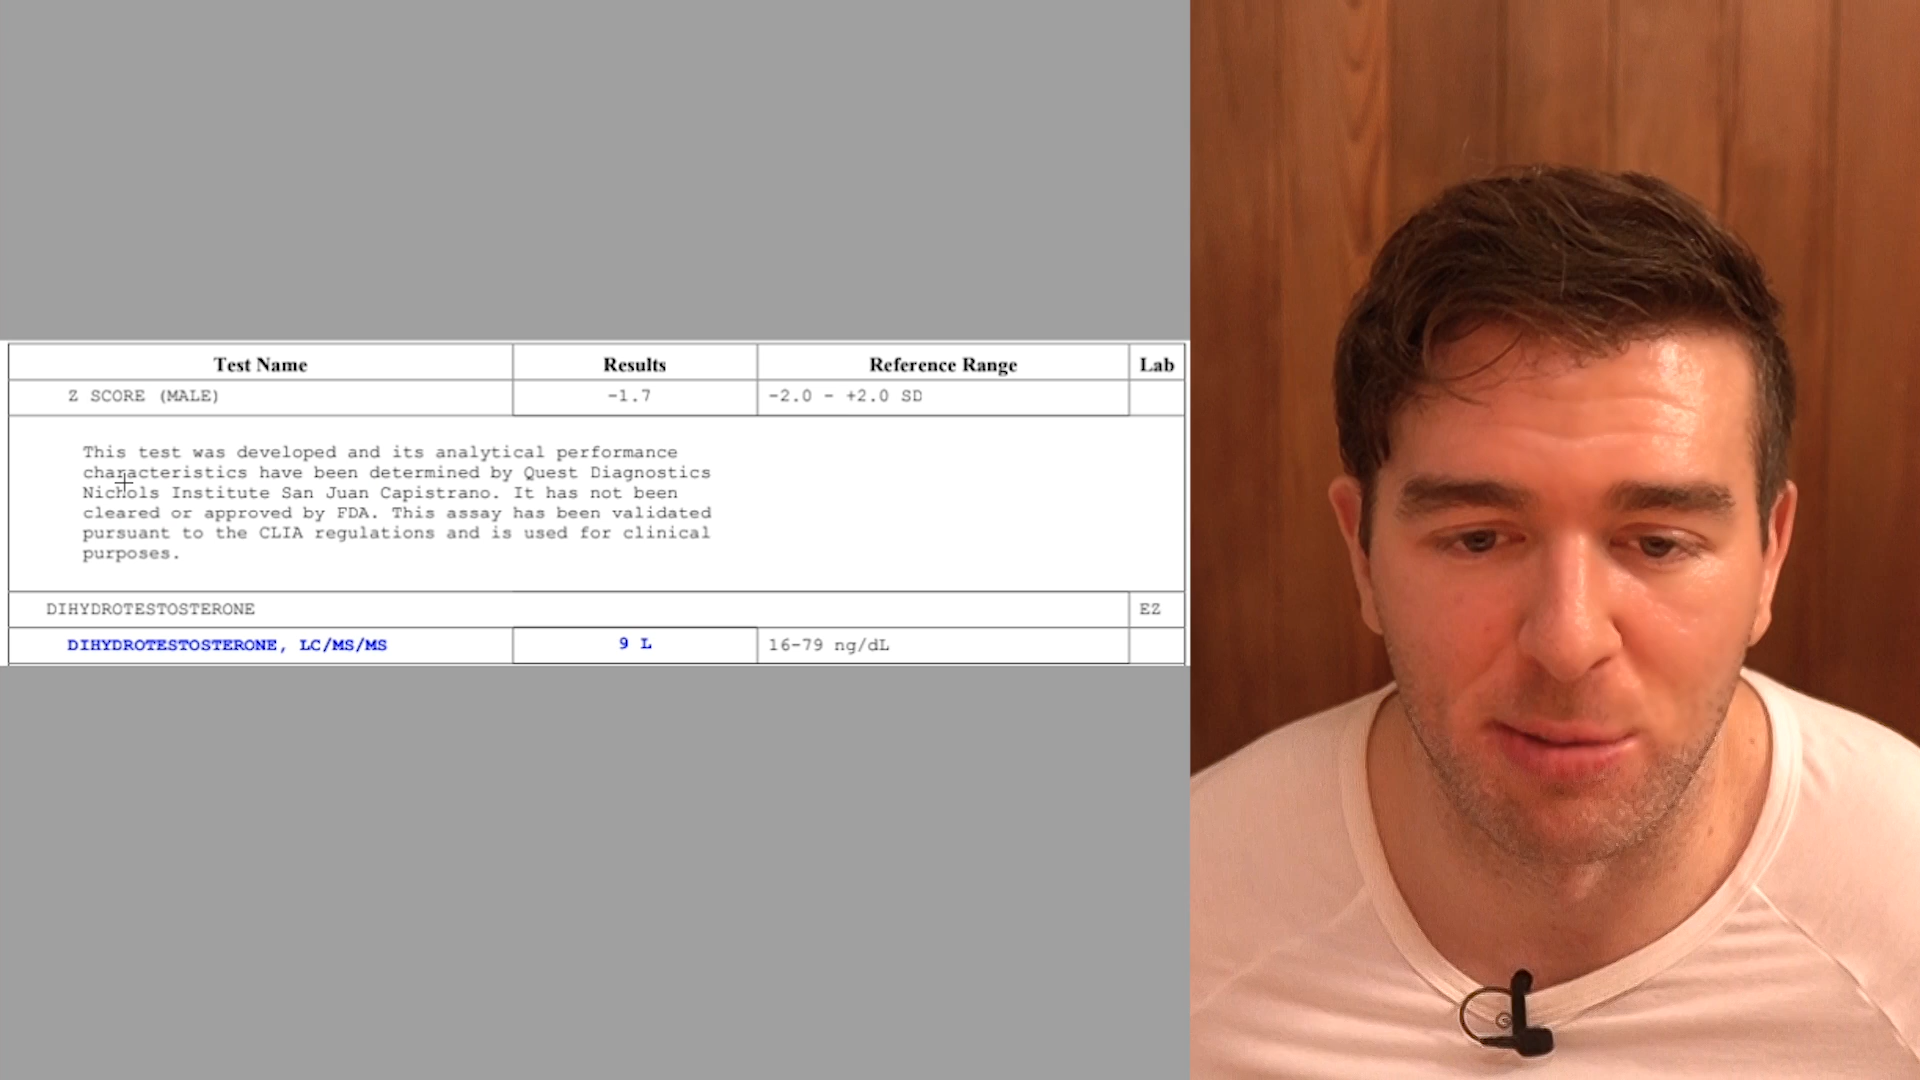 Test Name Results Reference Range Lab
Z SCORE (MALE) -1.7 -2.0 - +2.0 SD
This test was developed and its analytical performance
characteristics have been determined by Quest Diagnostics
Nichols Institute San Juan Capistrano. It has not been
cleared or approved by FDA. This assay has been validated
pursuant to the CLIA regulations and is used for clinical
purposes.
DIHYDROTESTOSTERONE EZ
DIHYDROTESTOSTERONE, LC/MS/MS 9 L 16-79 ng/dL